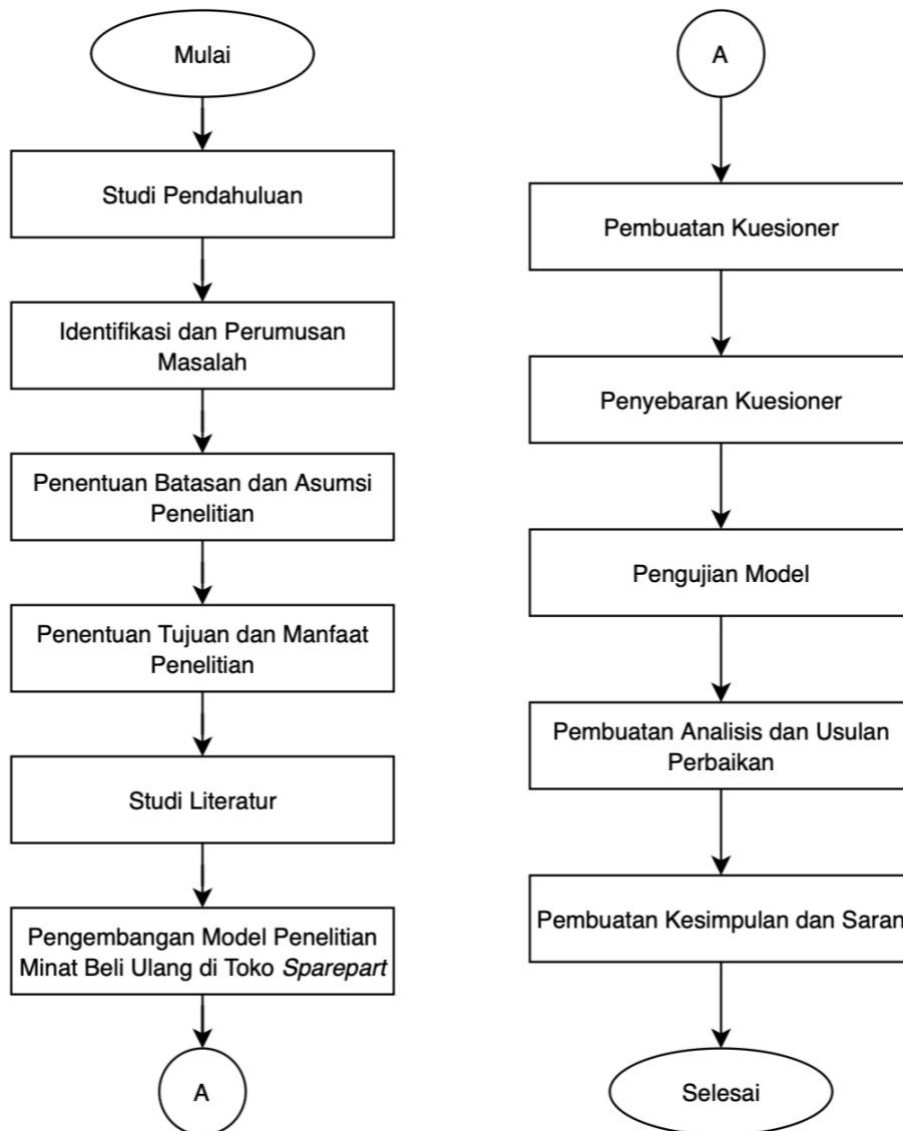 Mulai
Studi Pendahuluan
Identifikasi dan Perumusan
Masalah
Penentuan Batasan dan Asumsi
Penelitian
Penentuan Tujuan dan Manfaat
Penelitian
Studi Literatur
Pengembangan Model Penelitian
Minat Beli Ulang di Toko Sparepart
A
A
Pembuatan Kuesioner
Penyebaran Kuesioner
Pengujian Model
Pembuatan Analisis dan Usulan
Perbaikan
Pembuatan Kesimpulan dan Saran
Selesai